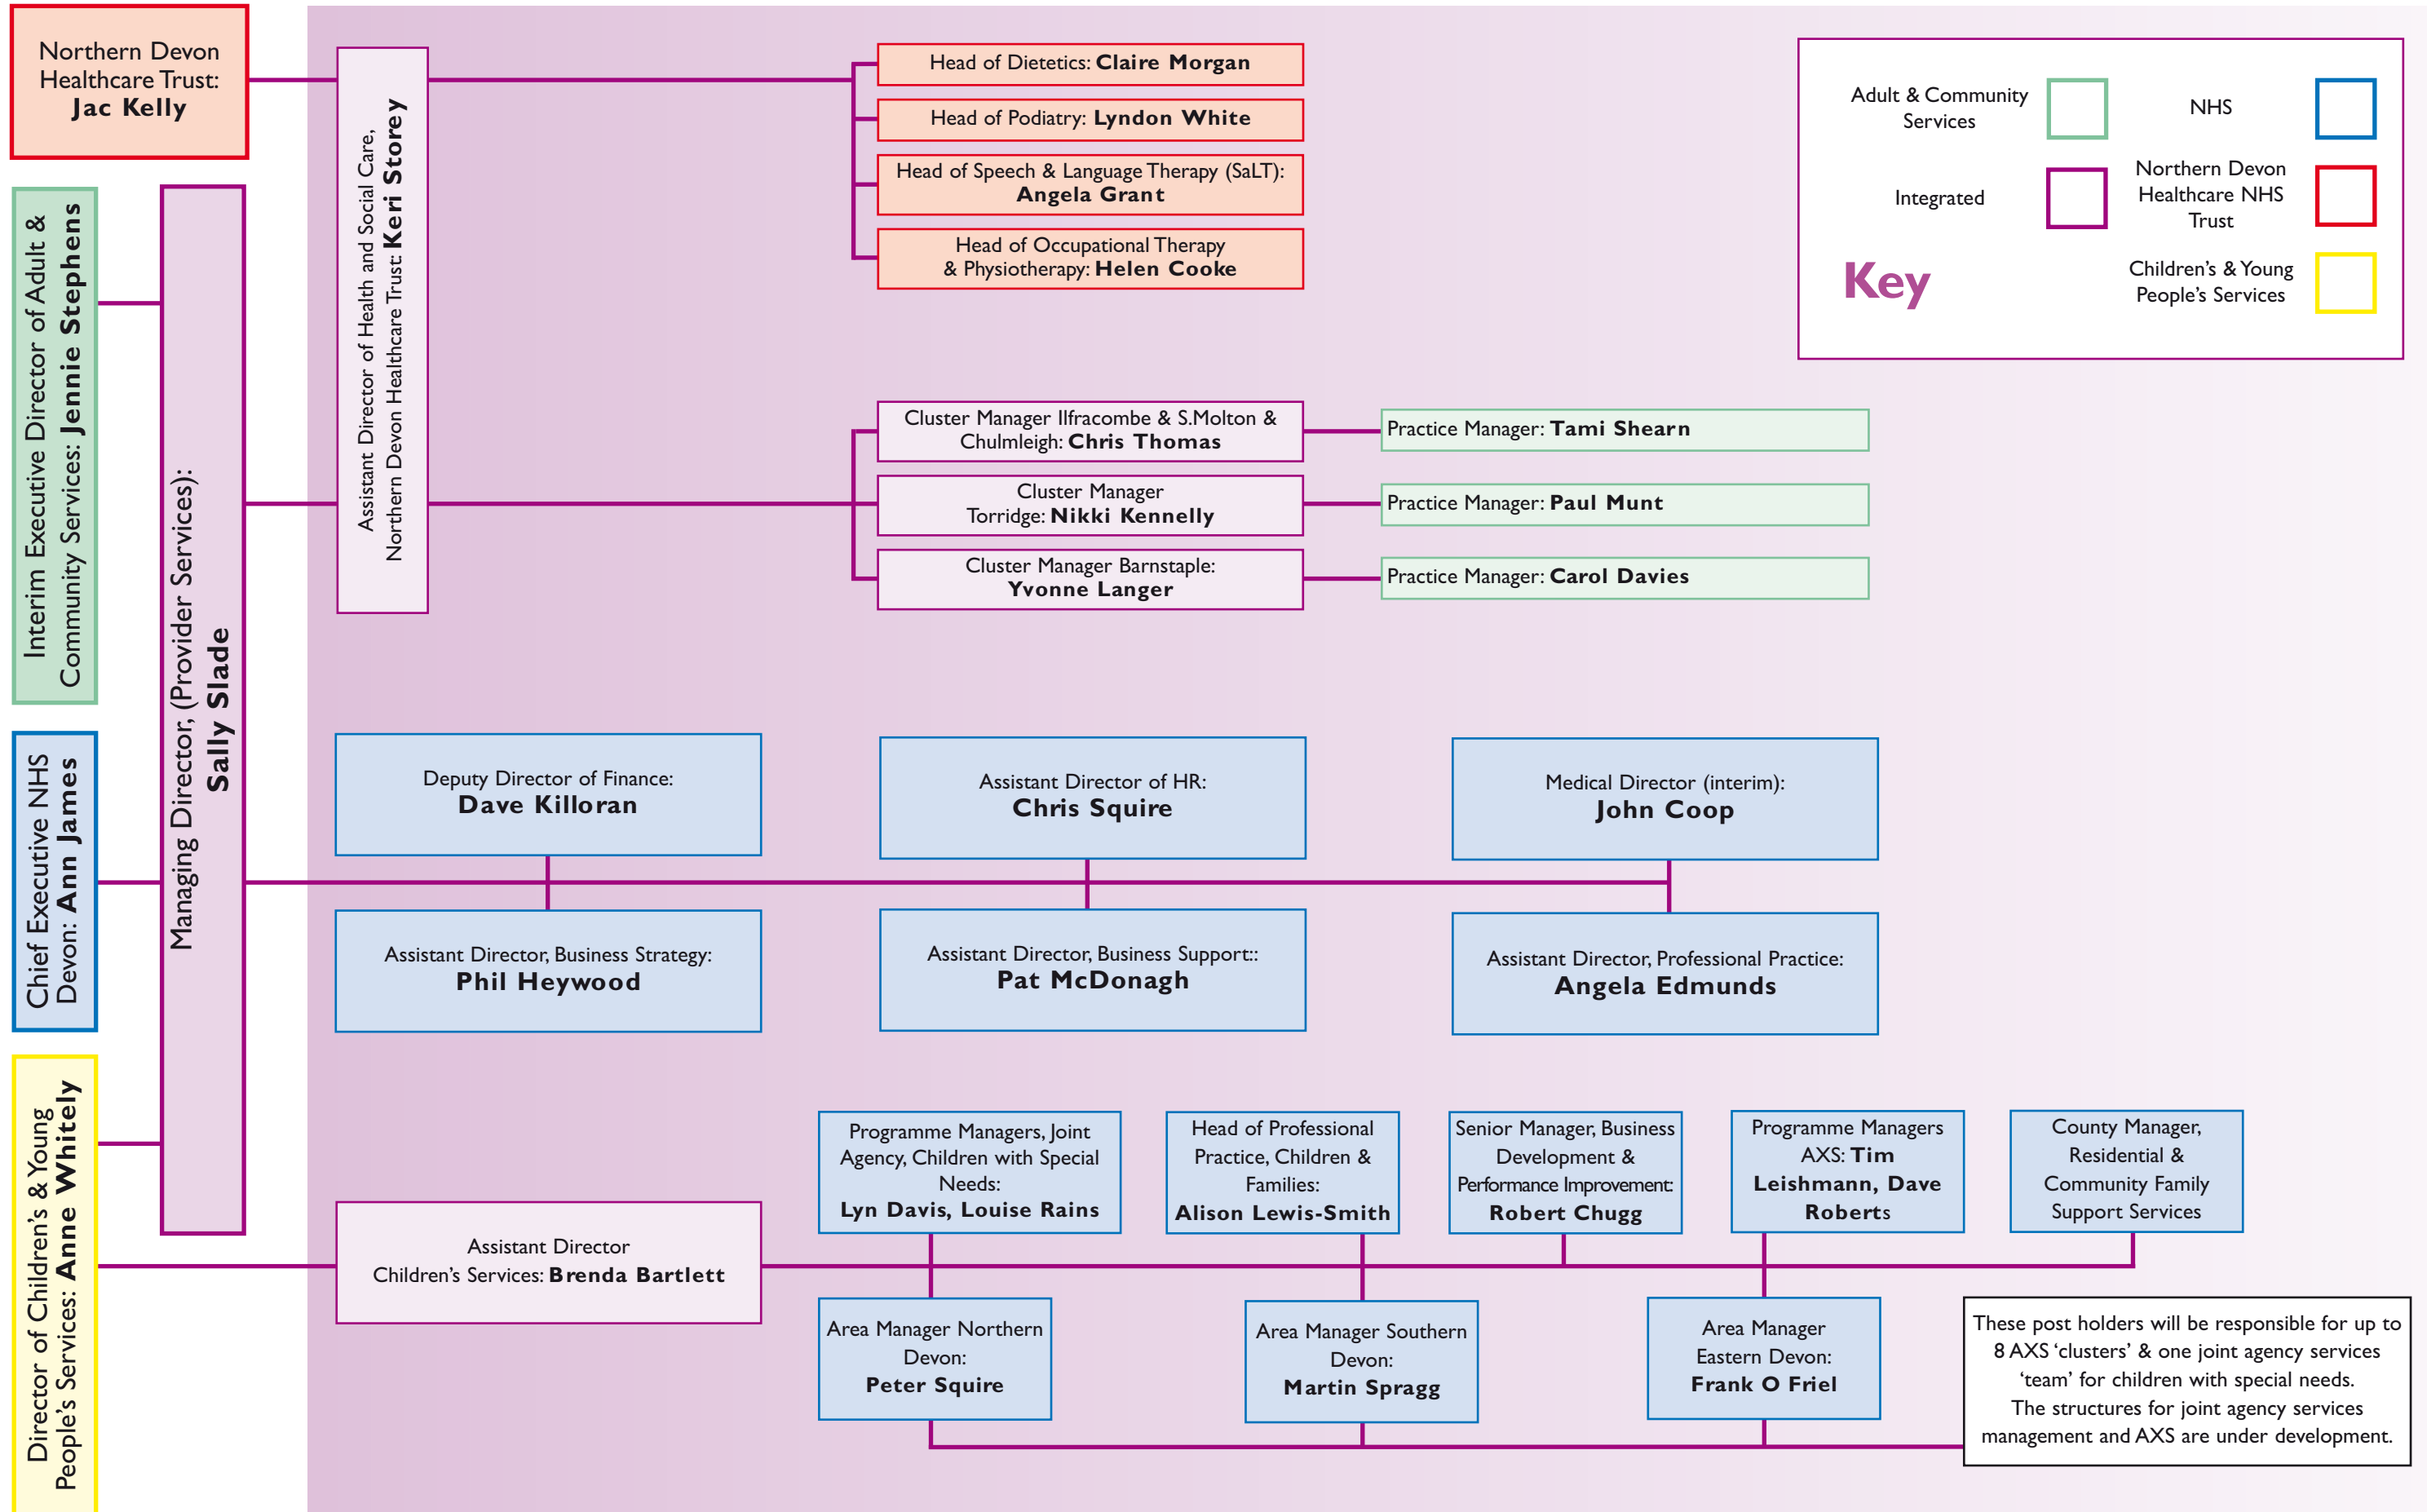 Northern Devon
Healthcare Trust:
Jac Kelly
Interim Executive Director of Adult &
Community Services: Jennie Stephens
Chief Executive NHS
Devon: Ann James
Director of Children's & Young
People's Services: Anne Whitely
Managing Director, (Provider Services):
Sally Slade
Assistant Director of Health and Social Care,
Northern Devon Healthcare Trust: Keri Storey
Head of Dietetics: Claire Morgan
Head of Podiatry: Lyndon White
Head of Speech & Language Therapy (SaLT):
Angela Grant
Head of Occupational Therapy
& Physiotherapy: Helen Cooke
Cluster Manager Ilfracombe & S.Molton &
Chulmleigh: Chris Thomas
Practice Manager: Tami Shearn
Cluster Manager
Torridge: Nikki Kennelly
Practice Manager: Paul Munt
Cluster Manager Barnstaple:
Yvonne Langer
Practice Manager: Carol Davies
Adult & Community
Services
NHS
Integrated
Northern Devon
Healthcare NHS
Trust
Key
Children's & Young
People's Services
Deputy Director of Finance:
Dave Killoran
Assistant Director of HR:
Chris Squire
Medical Director (interim):
John Coop
Assistant Director, Business Strategy:
Phil Heywood
Assistant Director, Business Support::
Pat McDonagh
Assistant Director, Professional Practice:
Angela Edmunds
Assistant Director
Children's Services: Brenda Bartlett
Programme Managers, Joint
Agency, Children with Special
Needs:
Lyn Davis, Louise Rains
Head of Professional
Practice, Children &
Families:
Alison Lewis-Smith
Senior Manager, Business
Development &
Performance Improvement:
Robert Chugg
Programme Managers
AXS: Tim
Leishmann, Dave
Roberts
County Manager,
Residential &
Community Family
Support Services
Area Manager Northern
Devon:
Peter Squire
Area Manager Southern
Devon:
Martin Spragg
Area Manager
Eastern Devon:
Frank O Friel
These post holders will be responsible for up to
8 AXS ‘clusters’ & one joint agency services
‘team’ for children with special needs.
The structures for joint agency services
management and AXS are under development.